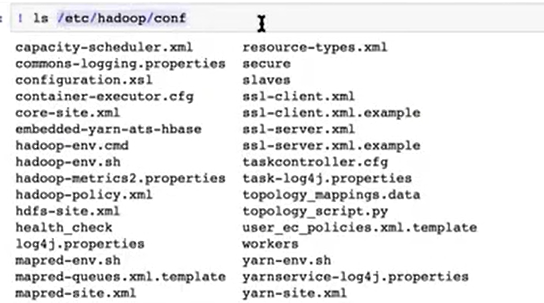 ! ls /etc/hadoop/conf
capacity-scheduler.xml resource-types.xml
commons-logging.properties secure
configuration.xsl slaves
container-executor.cfg ssl-client.xml
core-site.xml ssl-client.xml.example
embedded-yarn-ats-hbase ssl-server.xml
hadoop-env.cmd ssl-server.xml.example
hadoop-env.sh taskcontroller.cfg
hadoop-metrics2.properties task-log4j.properties
hadoop-policy.xml topology_mappings.data
hdfs-site.xml topology_script.py
health_check user_ec_policies.xml.template
log4j.properties workers
mapred-env.sh yarn-env.sh
mapred-queues.xml.template yarnservice-log4j.properties
mapred-site.xml yarn-site.xml